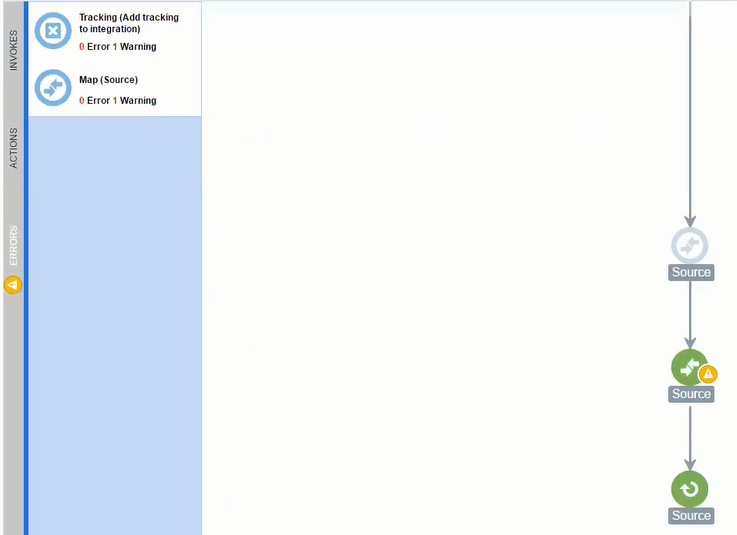 INVOKES
ACTIONS
ERRORS
Tracking (Add tracking
to integration)
0 Error 1 Warning
Map (Source)
0 Error 1 Warning
Source
Source
Source